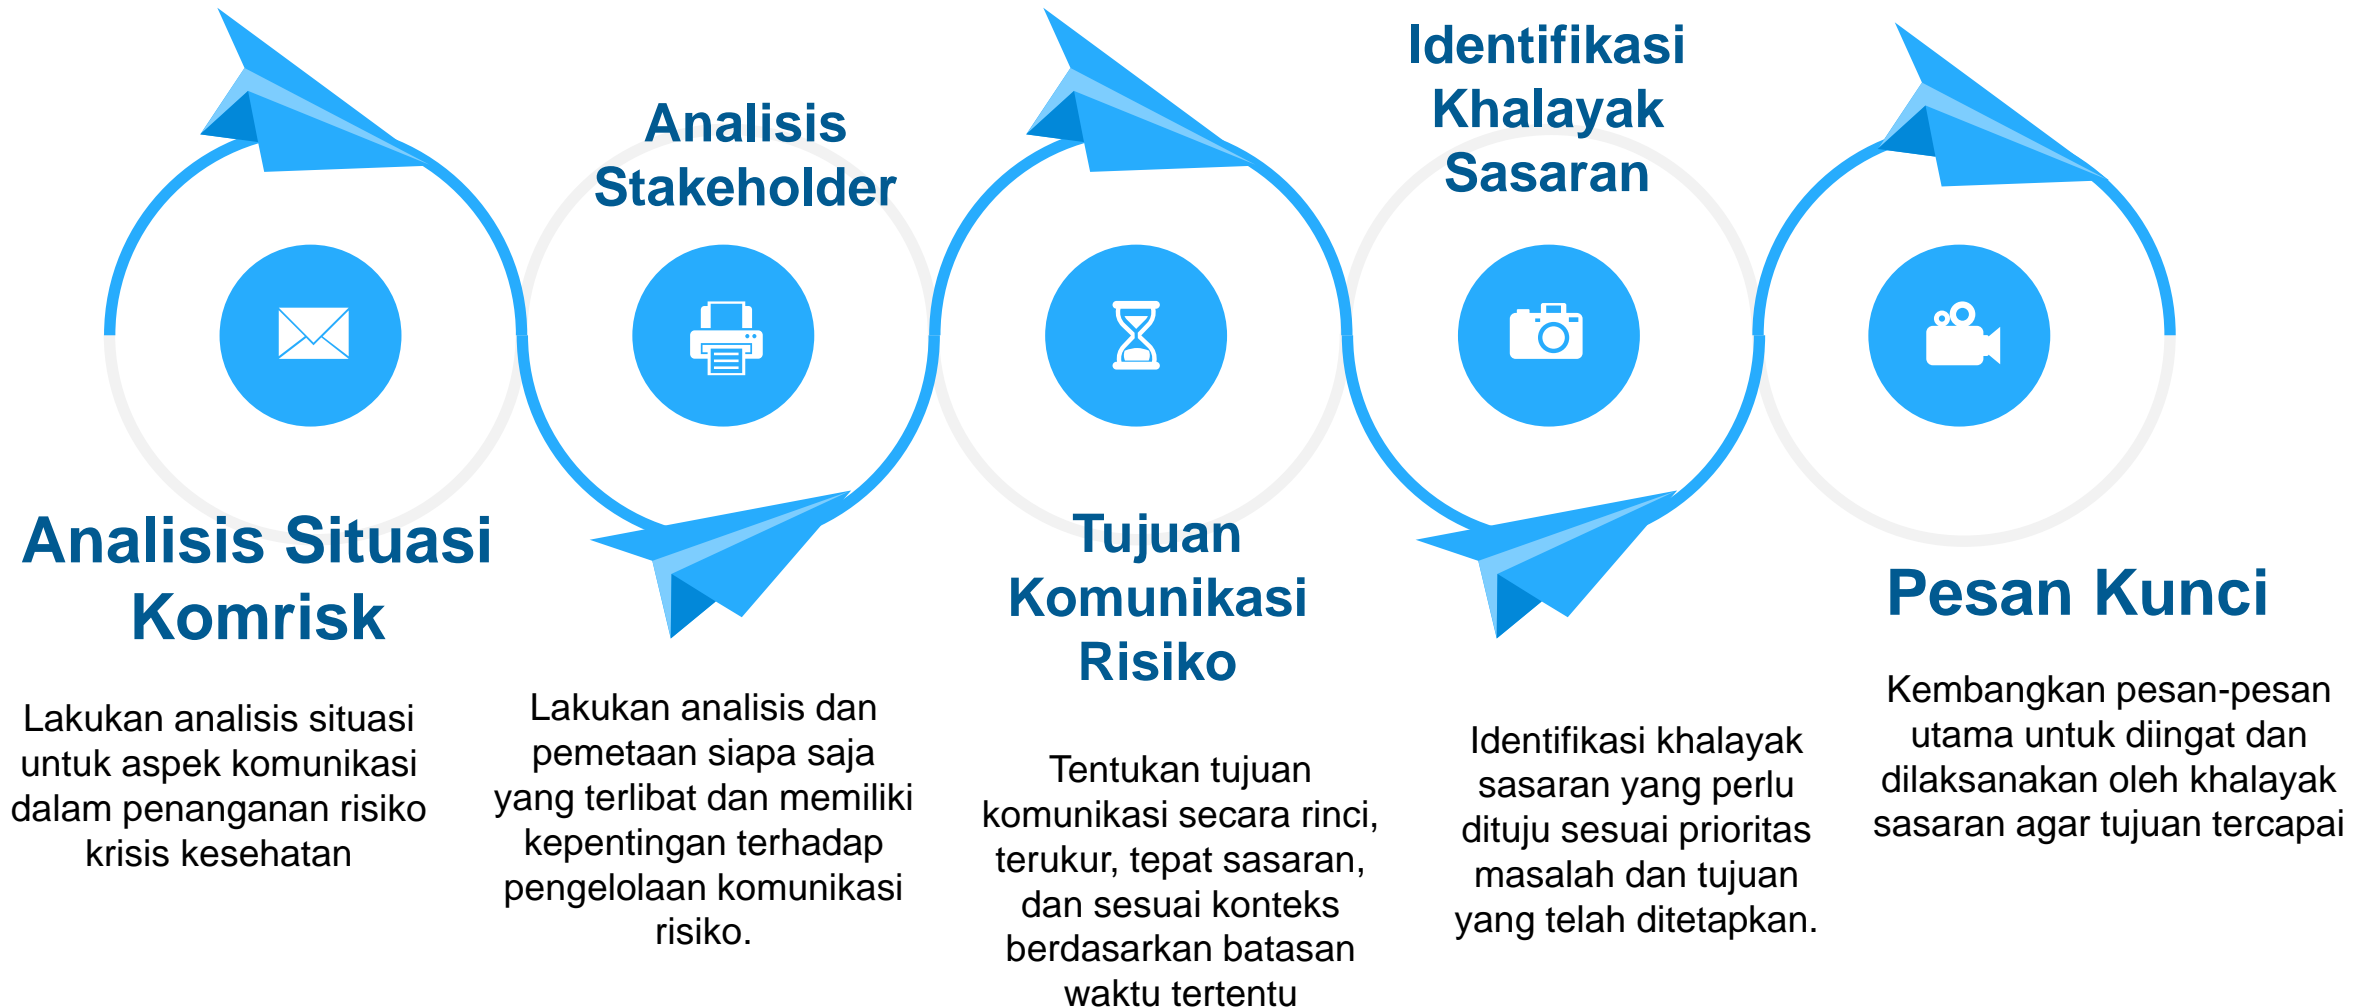 Analisis Situasi
Komrisk
Lakukan analisis situasi
untuk aspek komunikasi
dalam penanganan risiko
krisis kesehatan
Analisis
Stakeholder
Lakukan analisis dan
pemetaan siapa saja
yang terlibat dan memiliki
kepentingan terhadap
pengelolaan komunikasi
risiko.
Tujuan
Komunikasi
Risiko
Tentukan tujuan
komunikasi secara rinci,
terukur, tepat sasaran,
dan sesuai konteks
berdasarkan batasan
waktu tertentu
Identifikasi
Khalayak
Sasaran
Identifikasi khalayak
sasaran yang perlu
dituju sesuai prioritas
masalah dan tujuan
yang telah ditetapkan.
Pesan Kunci
Kembangkan pesan-pesan
utama untuk diingat dan
dilaksanakan oleh khalayak
sasaran agar tujuan tercapai